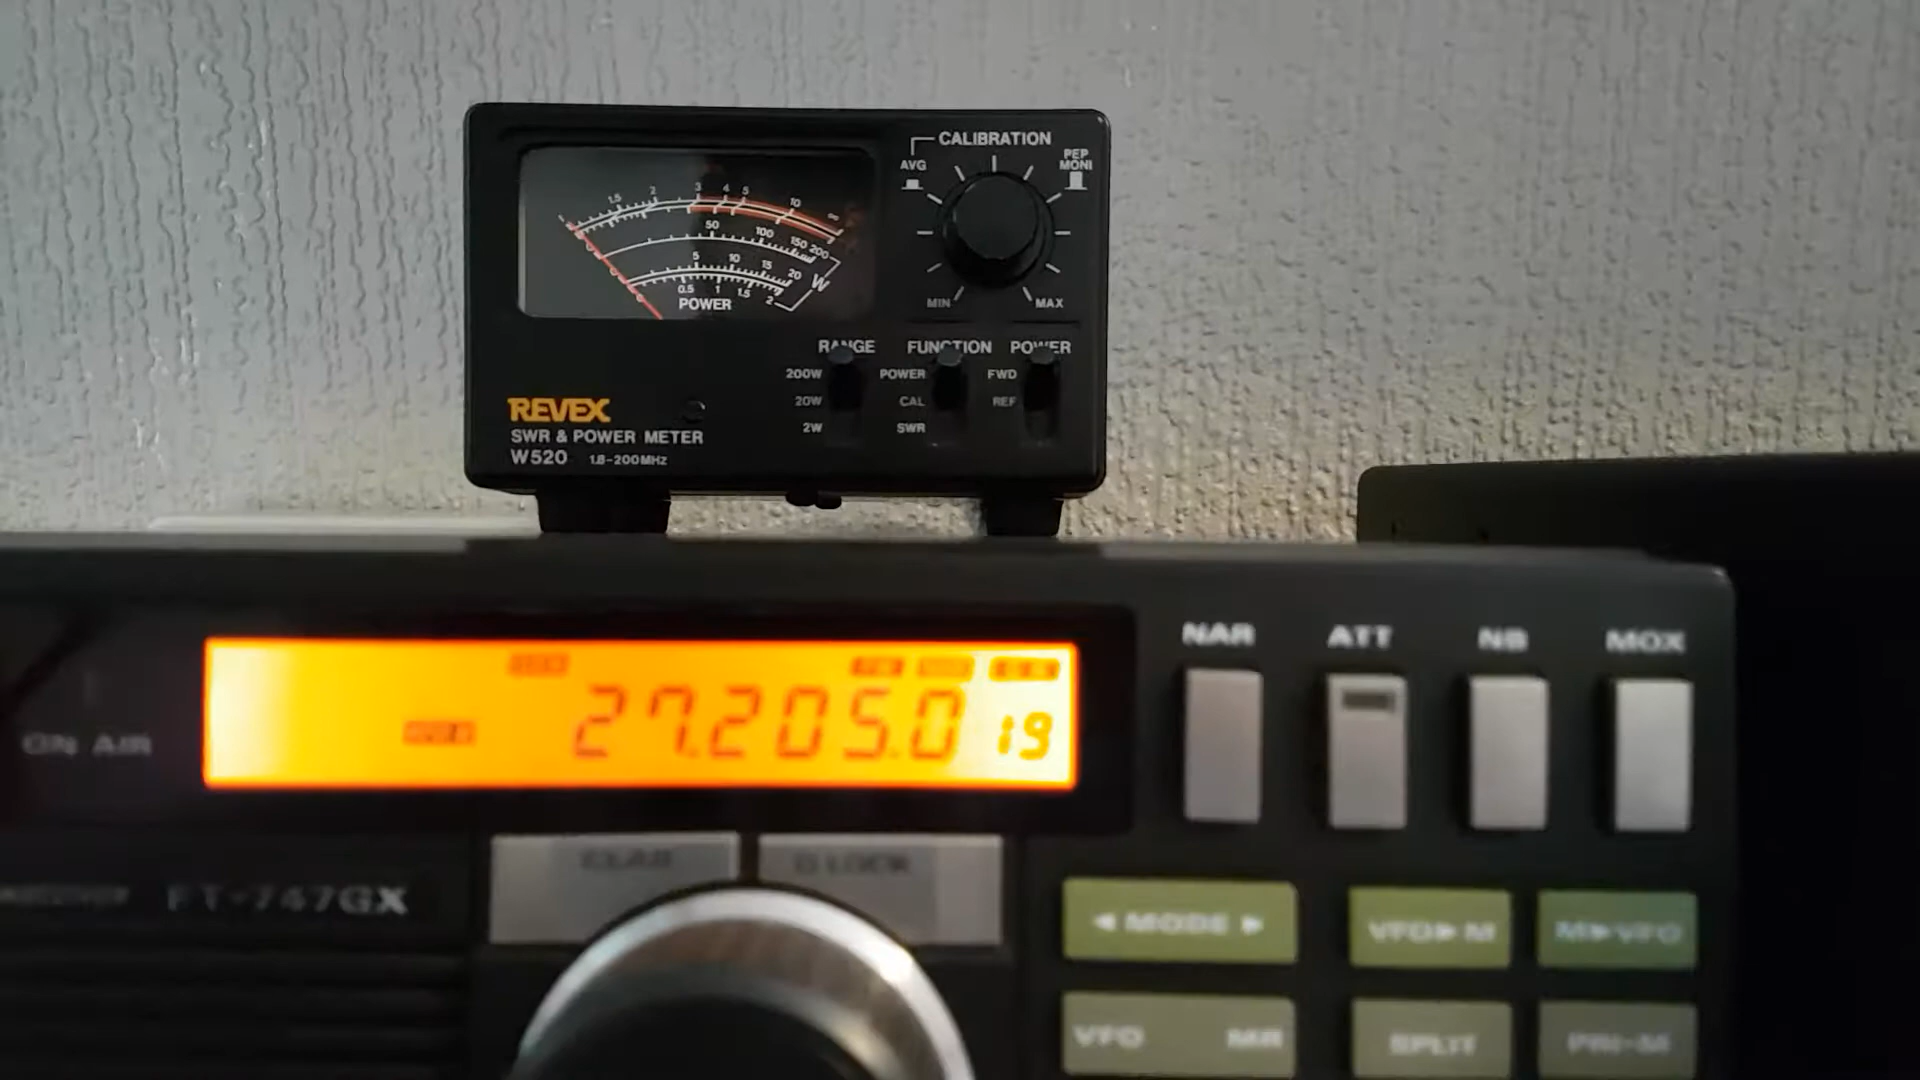 CALIBRATION
AVG
PEP
MONI
MIN
MAX
1 1.5 2 3 4 5 10 ∞
50 100 150 200
5 10 15 20
W
0.5 1 1.5 2
POWER
RANGE FUNCTION POWER
200W POWER FWD
20W CAL REF
2W SWR
REVEX
SWR & POWER METER
W520 1.8-200MHz
NAR ATT NB MOX
27.205.0 19
ON AIR
D LOCK
FT-747GX
◄ MODE ► VFO►M M►VFO
VFO MR SPLIT PRI-M